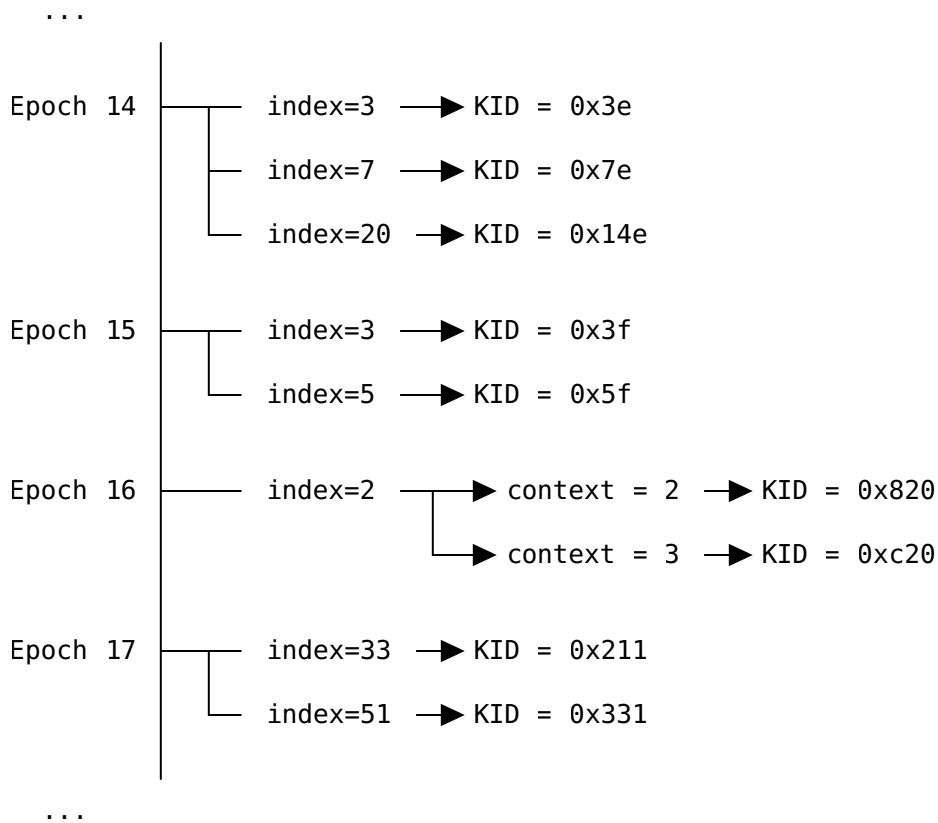 ...
Epoch 14 index=3 KID = 0x3e
index=7 KID = 0x7e
index=20 KID = 0x14e
Epoch 15 index=3 KID = 0x3f
index=5 KID = 0x5f
Epoch 16 index=2 context = 2 KID = 0x820
context = 3 KID = 0xc20
Epoch 17 index=33 KID = 0x211
index=51 KID = 0x331
...